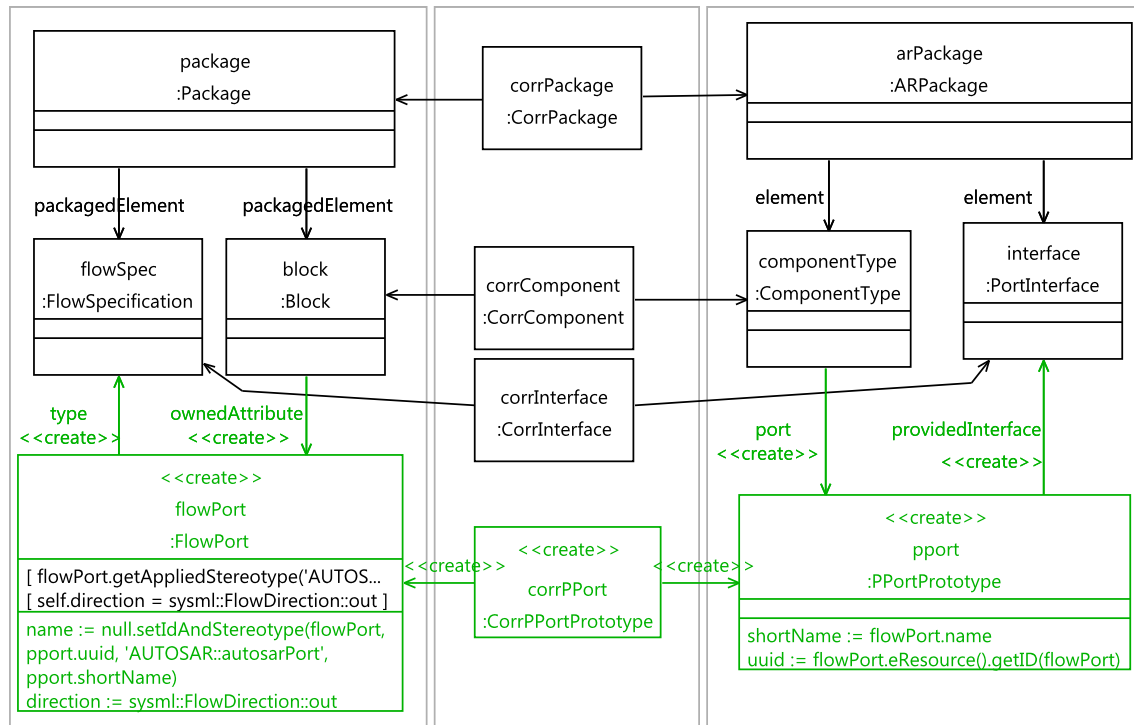 package
:Package
corrPackage
:CorrPackage
arPackage
:ARPackage
packagedElement
packagedElement
element
element
flowSpec
:FlowSpecification
block
:Block
corrComponent
:CorrComponent
componentType
:ComponentType
interface
:PortInterface
corrInterface
:CorrInterface
type
<<create>>
ownedAttribute
<<create>>
port
<<create>>
providedInterface
<<create>>
<<create>>
flowPort
:FlowPort
[ flowPort.getAppliedStereotype('AUTOS...
[ self.direction = sysml::FlowDirection::out ]
name := null.setIdAndStereotype(flowPort,
pport.uuid, 'AUTOSAR::autosarPort',
pport.shortName)
direction := sysml::FlowDirection::out
<<create>>
<<create>>
corrPPort
:CorrPPortPrototype
<<create>>
<<create>>
pport
:PPortPrototype
shortName := flowPort.name
uuid := flowPort.eResource().getID(flowPort)